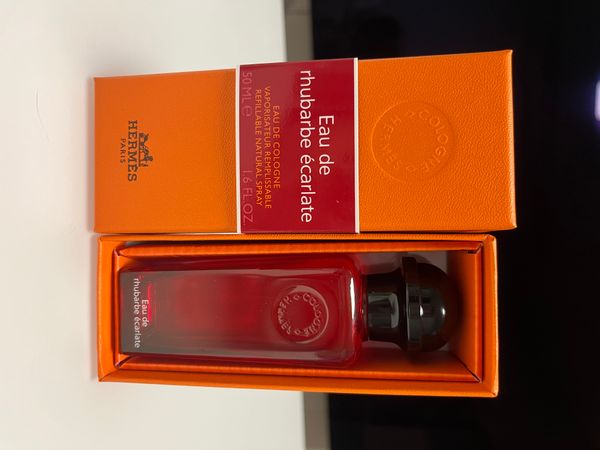 COLOGNE
HERMÈS
Eau de
rhubarbe écarlate
EAU DE COLOGNE
VAPORISATEUR REMPLISSABLE
REFILLABLE NATURAL SPRAY
50 ML ℮ 1.6 FL.OZ.
HERMÈS
PARIS
COLOGNE
HERMÈS
Eau de
rhubarbe écarlate